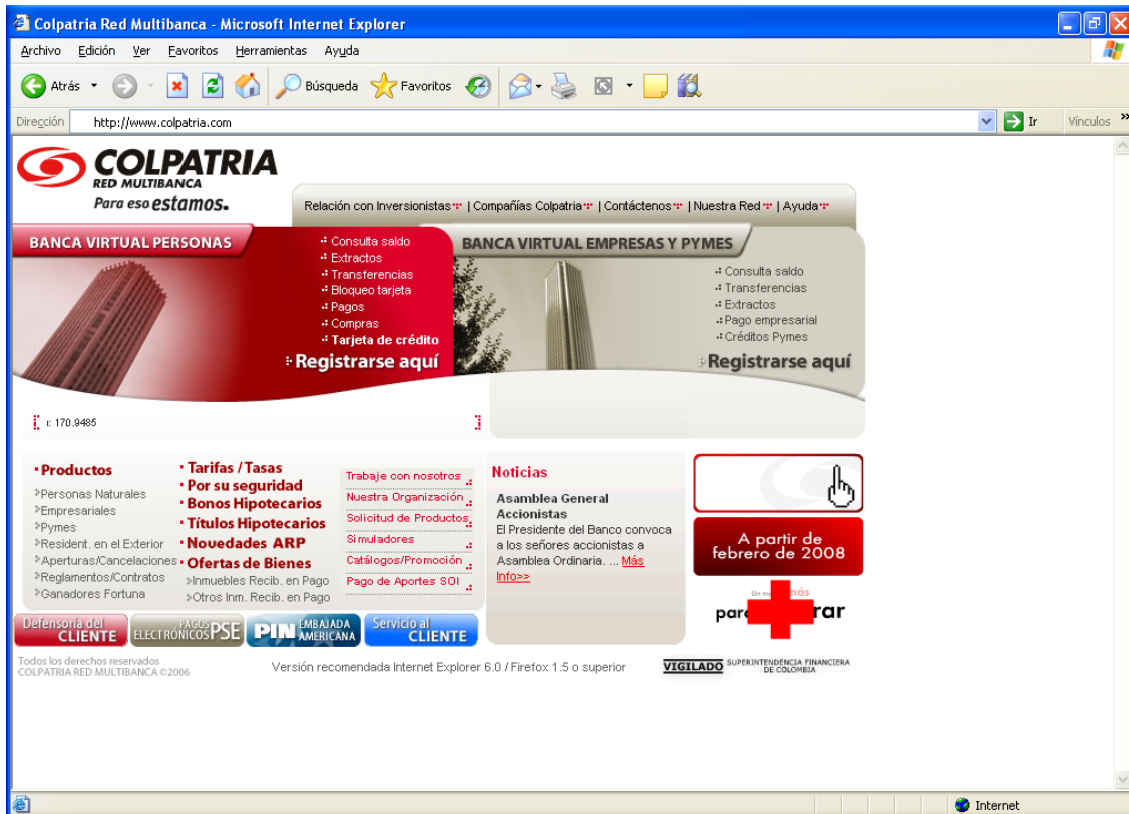 Colpatria Red Multibanca - Microsoft Internet Explorer
Archivo Edición Ver Favoritos Herramientas Ayuda
Atrás Búsqueda Favoritos
Dirección http://www.colpatria.com Ir Vínculos »
COLPATRIA
RED MULTIBANCA
Para eso estamos.
Relación con Inversionistas | Compañías Colpatria | Contáctenos | Nuestra Red | Ayuda
BANCA VIRTUAL PERSONAS
Consulta saldo
Extractos
Transferencias
Bloqueo tarjeta
Pagos
Compras
Tarjeta de crédito
Registrarse aquí
BANCA VIRTUAL EMPRESAS Y PYMES
Consulta saldo
Transferencias
Extractos
Pago empresarial
Créditos Pymes
Registrarse aquí
r: 170.9485
Productos
Personas Naturales
Empresariales
Pymes
Resident. en el Exterior
Aperturas/Cancelaciones
Reglamentos/Contratos
Ganadores Fortuna
Tarifas / Tasas
Por su seguridad
Bonos Hipotecarios
Títulos Hipotecarios
Nouedades ARP
Ofertas de Bienes
Inmuebles Recib. en Pago
Otros Inm. Recib. en Pago
Trabaje con nosotros
Nuestra Organización
Solicitud de Productos
Simuladores
Catálogos/Promoción
Pago de Aportes SOI
Noticias
Asamblea General
Accionistas
El Presidente del Banco convoca
a los señores accionistas a
Asamblea Ordinaria. ... Más
Info>>
A partir de
febrero de 2008
Un más
para rar
Defensoría del
CLIENTE
PAGOS
ELECTRÓNICOS PSE
PIN EMBAJADA
AMERICANA
Servicio al
CLIENTE
Todos los derechos reservados
COLPATRIA RED MULTIBANCA ©2006
Versión recomendada Internet Explorer 6.0 / Firefox 1.5 o superior
VIGILADO SUPERINTENDENCIA FINANCIERA
DE COLOMBIA
Internet